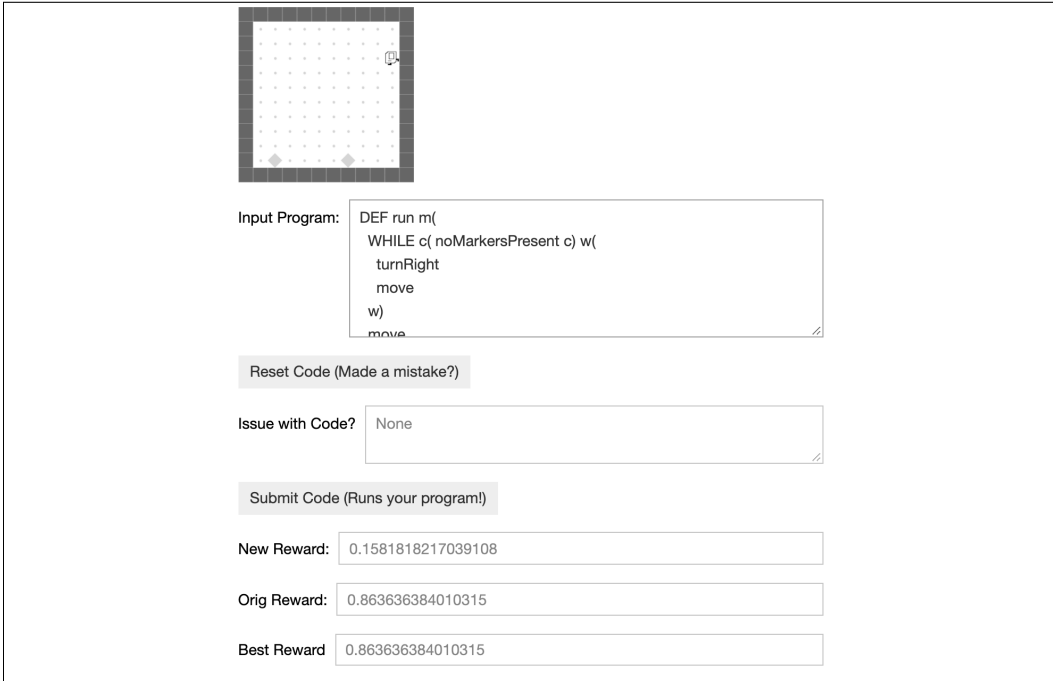 Input Program:
DEF run m(
WHILE c( noMarkersPresent c) w(
turnRight
move
w)
move
Reset Code (Made a mistake?)
Issue with Code?
None
Submit Code (Runs your program!)
New Reward:
0.1581818217039108
Orig Reward:
0.863636384010315
Best Reward
0.863636384010315